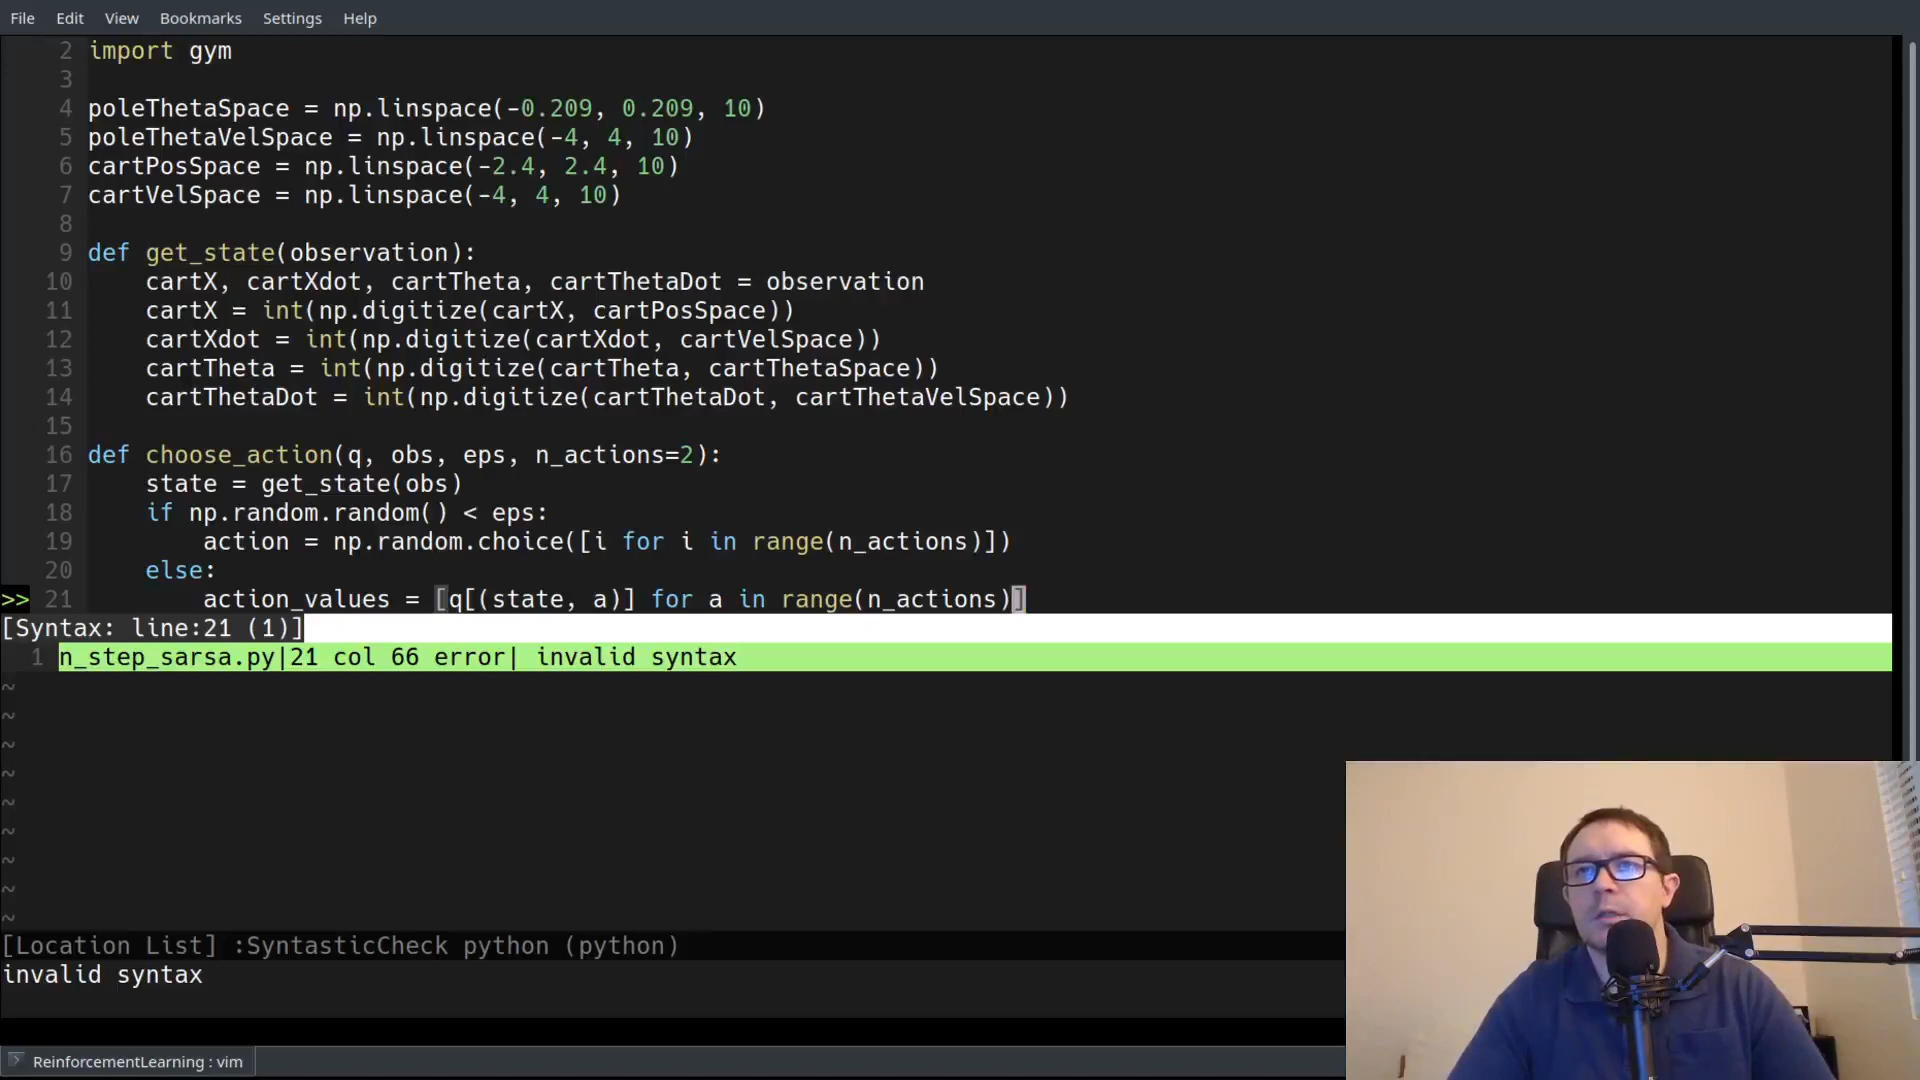 File Edit View Bookmarks Settings Help
2 import gym
3
4 poleThetaSpace = np.linspace(-0.209, 0.209, 10)
5 poleThetaVelSpace = np.linspace(-4, 4, 10)
6 cartPosSpace = np.linspace(-2.4, 2.4, 10)
7 cartVelSpace = np.linspace(-4, 4, 10)
8
9 def get_state(observation):
10     cartX, cartXdot, cartTheta, cartThetaDot = observation
11     cartX = int(np.digitize(cartX, cartPosSpace))
12     cartXdot = int(np.digitize(cartXdot, cartVelSpace))
13     cartTheta = int(np.digitize(cartTheta, cartThetaSpace))
14     cartThetaDot = int(np.digitize(cartThetaDot, cartThetaVelSpace))
15
16 def choose_action(q, obs, eps, n_actions=2):
17     state = get_state(obs)
18     if np.random.random() < eps:
19         action = np.random.choice([i for i in range(n_actions)])
20     else:
>> 21         action_values = [q[(state, a)] for a in range(n_actions)]
[Syntax: line:21 (1)]
1 n_step_sarsa.py|21 col 66 error| invalid syntax
~
~
~
~
~
~
~
~
~
[Location List] :SyntasticCheck python (python)
invalid syntax
ReinforcementLearning : vim